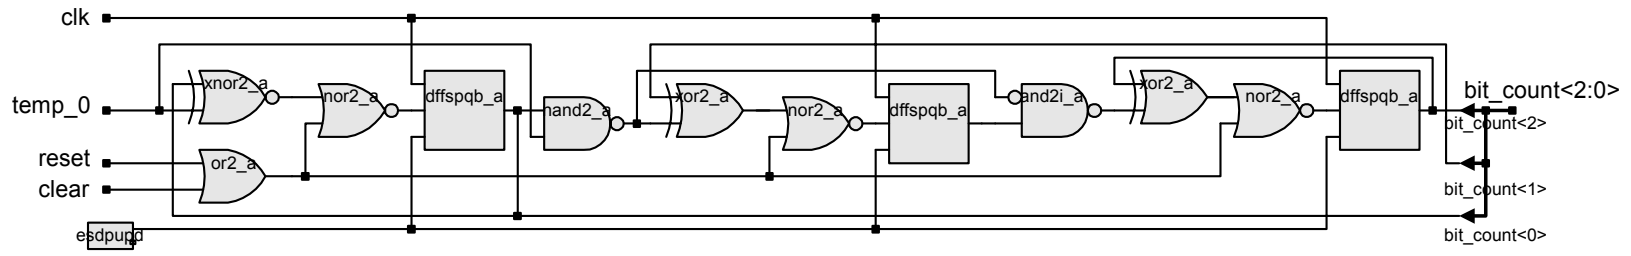 clk
temp_0
reset
clear
esdpupd
xnor2_a
or2_a
nor2_a
dffspqb_a
nand2_a
xor2_a
nor2_a
dffspqb_a
and2i_a
xor2_a
nor2_a
dffspqb_a
bit_count<2:0>
bit_count<2>
bit_count<1>
bit_count<0>